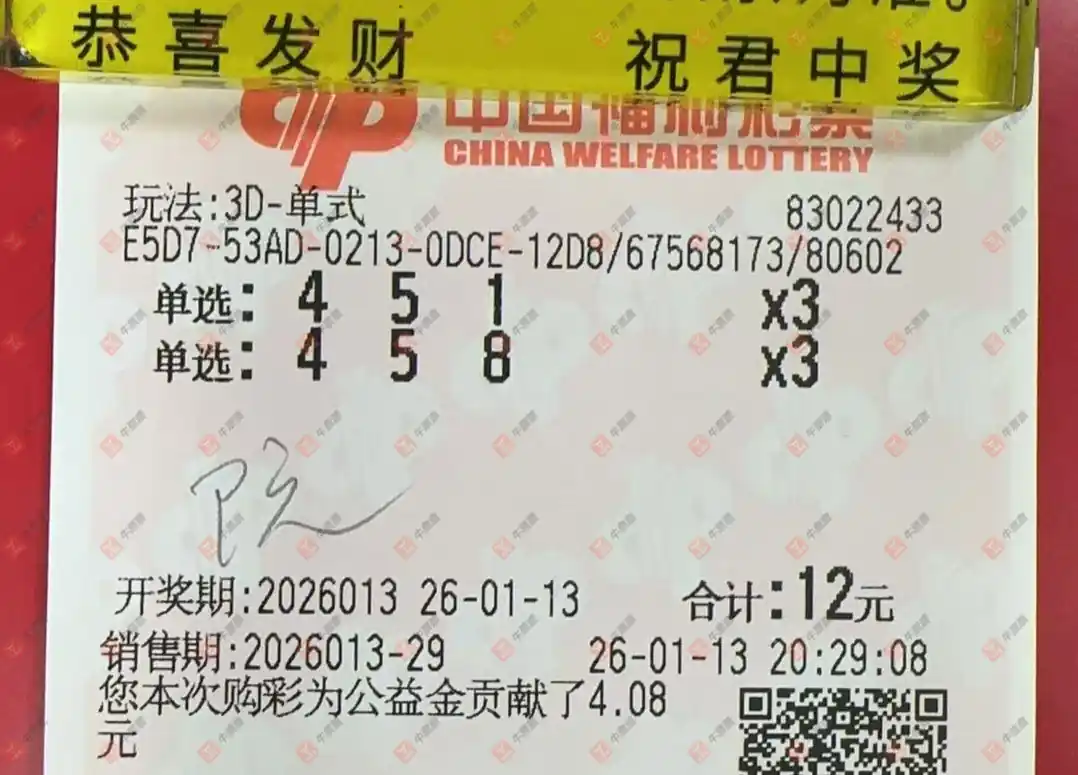 恭喜发财 祝君中奖
中国福利彩票
CHINA WELFARE LOTTERY
玩法:3D-单式 83022433
E5D7-53AD-0213-0DCE-12D8/67568173/80602
单选: 4 5 1 x3
单选: 4 5 8 x3
院
开奖期:2026013 26-01-13 合计:12元
销售期:2026013-29 26-01-13 20:29:08
您本次购彩为公益金贡献了4.08
元